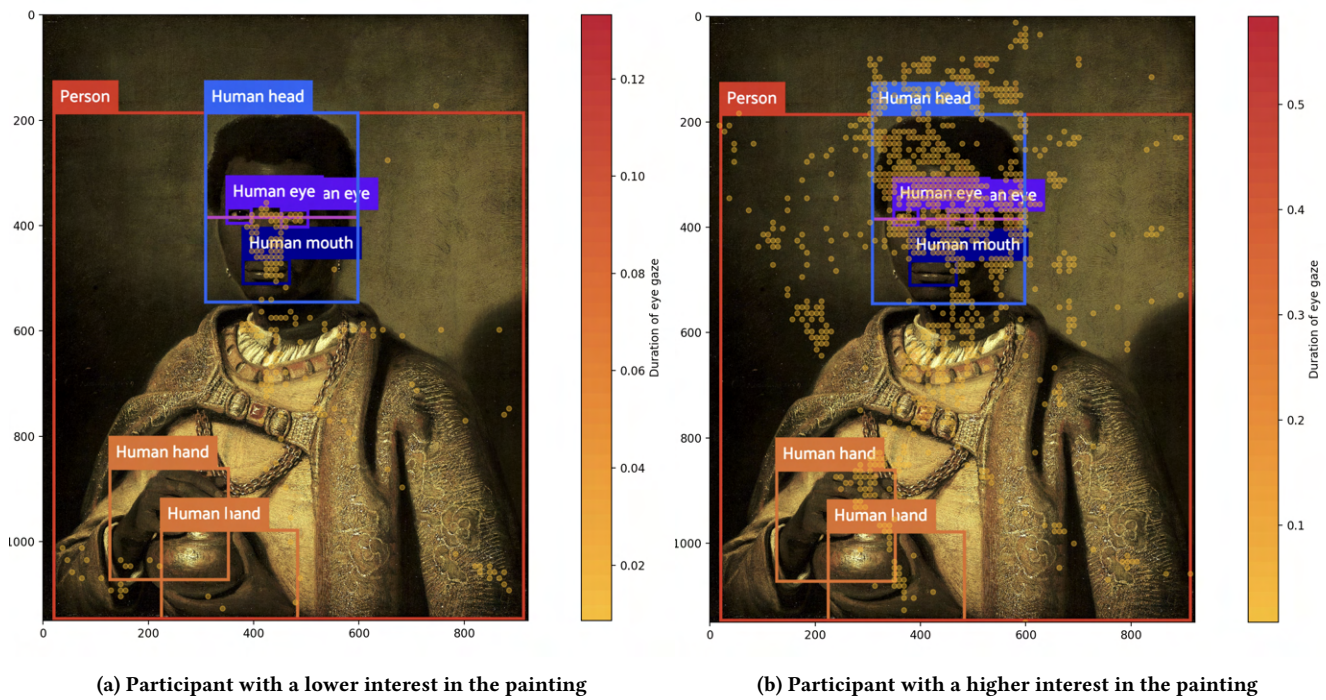 0
200
400
600
800
1000
0
200
400
600
800
Person
Human head
Human eye
an eye
Human mouth
Human hand
Human hand
0.12
0.10
0.08
0.06
0.04
0.02
Duration of eye gaze
(a) Participant with a lower interest in the painting
0
200
400
600
800
1000
0
200
400
600
800
Person
Human head
Human eye
an eye
Human mouth
Human hand
Human hand
0.5
0.4
0.3
0.2
0.1
Duration of eye gaze
(b) Participant with a higher interest in the painting